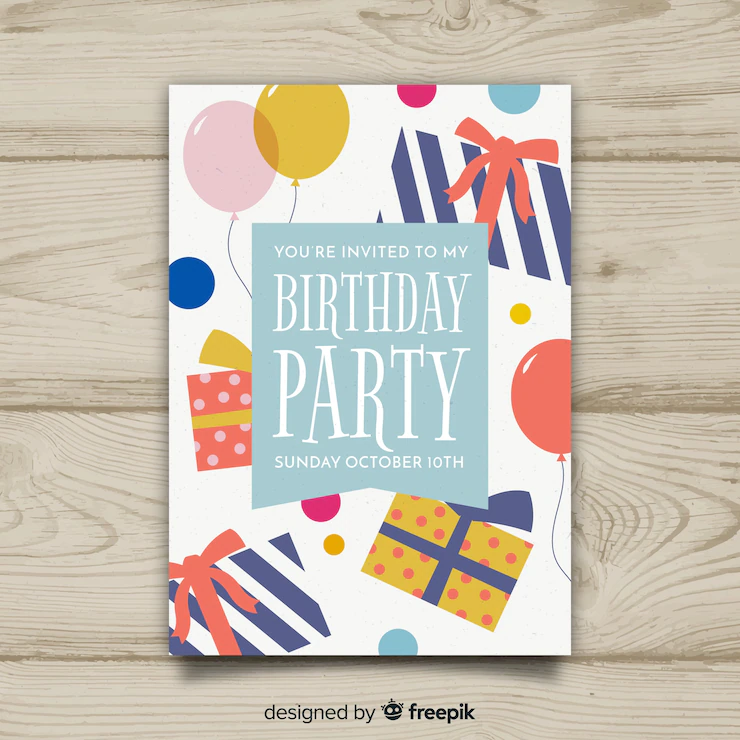 YOU'RE INVITED TO MY
BIRTHDAY
PARTY
SUNDAY OCTOBER 10TH
designed by freepik